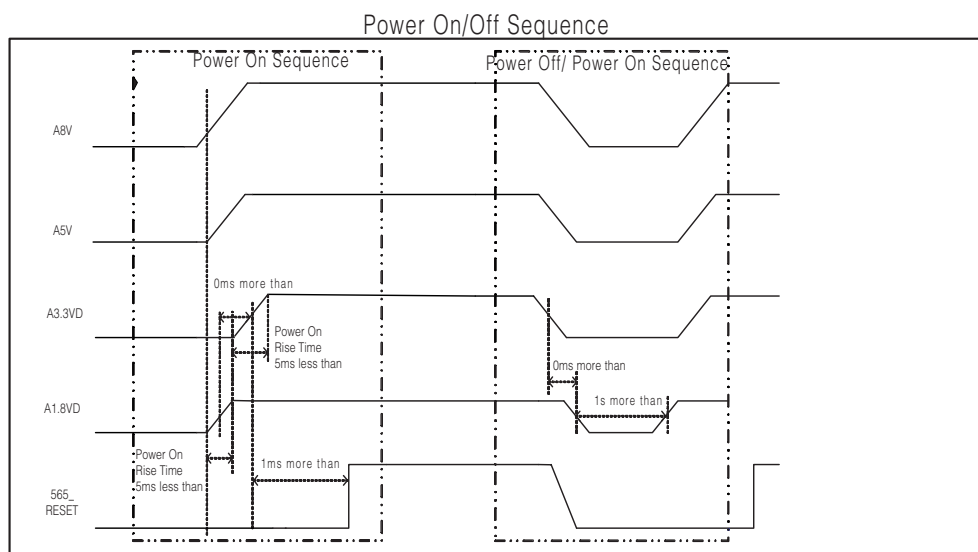 Power On/Off Sequence
Power On Sequence
Power Off/ Power On Sequence
A8V
A5V
0ms more than
A3.3VD
Power On
Rise Time
5ms less than
0ms more than
1s more than
A1.8VD
Power On
Rise Time
5ms less than
1ms more than
565_
RESET